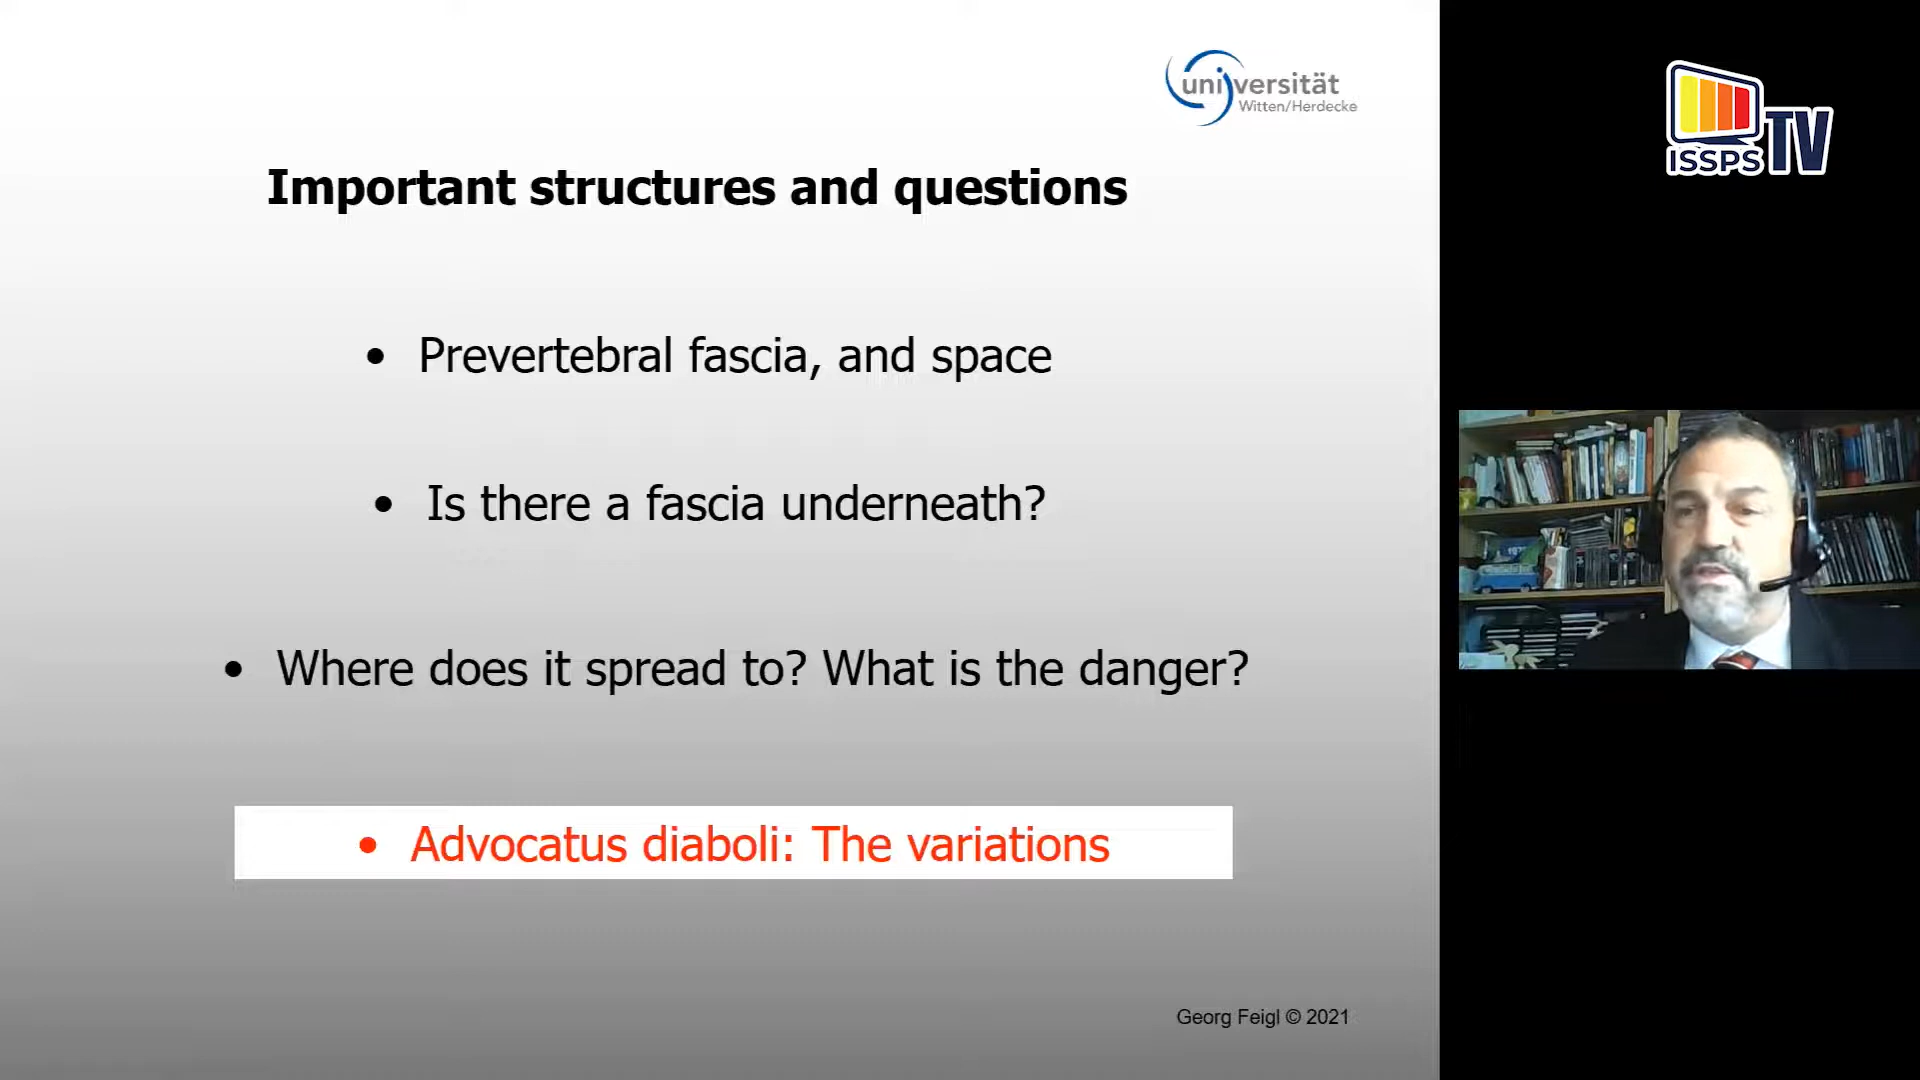 universität
Witten/Herdecke
ISSPS TV
Important structures and questions
• Prevertebral fascia, and space
• Is there a fascia underneath?
• Where does it spread to? What is the danger?
• Advocatus diaboli: The variations
Georg Feigl © 2021